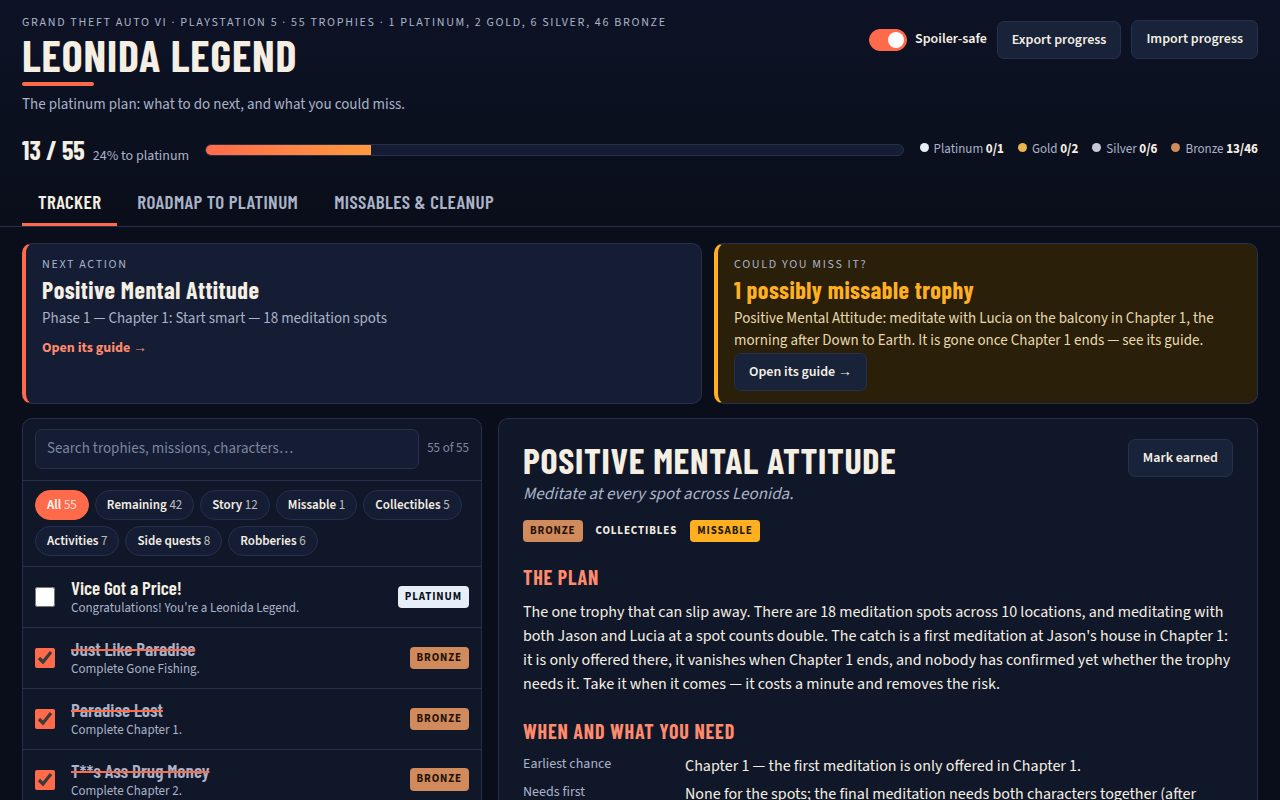 GRAND THEFT AUTO VI · PLAYSTATION 5 · 55 TROPHIES · 1 PLATINUM, 2 GOLD, 6 SILVER, 46 BRONZE
LEONIDA LEGEND
The platinum plan: what to do next, and what you could miss.
Spoiler-safe
Export progress
Import progress
13 / 55 24% to platinum
Platinum 0/1 Gold 0/2 Silver 0/6 Bronze 13/46
TRACKER
ROADMAP TO PLATINUM
MISSABLES & CLEANUP
NEXT ACTION
Positive Mental Attitude
Phase 1 — Chapter 1: Start smart — 18 meditation spots
Open its guide →
COULD YOU MISS IT?
1 possibly missable trophy
Positive Mental Attitude: meditate with Lucia on the balcony in Chapter 1, the
morning after Down to Earth. It is gone once Chapter 1 ends — see its guide.
Open its guide →
Search trophies, missions, characters…
55 of 55
All 55 Remaining 42 Story 12 Missable 1 Collectibles 5
Activities 7 Side quests 8 Robberies 6
Vice Got a Price!
Congratulations! You're a Leonida Legend.
PLATINUM
Just Like Paradise
Complete Gone Fishing.
BRONZE
Paradise Lost
Complete Chapter 1.
BRONZE
T**s Ass Drug Money
Complete Chapter 2.
BRONZE
POSITIVE MENTAL ATTITUDE
Mark earned
Meditate at every spot across Leonida.
BRONZE COLLECTIBLES MISSABLE
THE PLAN
The one trophy that can slip away. There are 18 meditation spots across 10 locations, and meditating with
both Jason and Lucia at a spot counts double. The catch is a first meditation at Jason's house in Chapter 1:
it is only offered there, it vanishes when Chapter 1 ends, and nobody has confirmed yet whether the trophy
needs it. Take it when it comes — it costs a minute and removes the risk.
WHEN AND WHAT YOU NEED
Earliest chance
Chapter 1 — the first meditation is only offered in Chapter 1.
Needs first
None for the spots; the final meditation needs both characters together (after